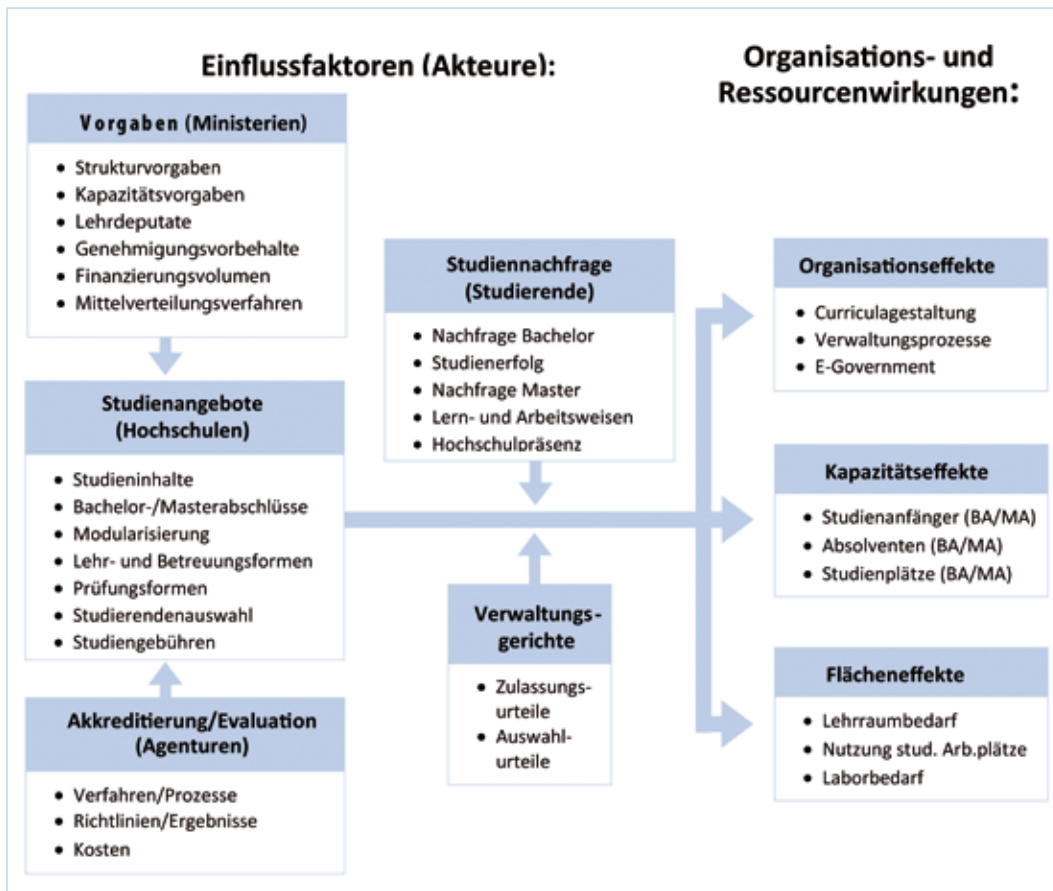 Einflussfaktoren (Akteure):
Organisations- und
Ressourcenwirkungen:
Vorgaben (Ministerien)
• Strukturvorgaben
• Kapazitätsvorgaben
• Lehrdeputate
• Genehmigungsvorbehalte
• Finanzierungsvolumen
• Mittelverteilungsverfahren
Studienangebote
(Hochschulen)
• Studieninhalte
• Bachelor-/Masterabschlüsse
• Modularisierung
• Lehr- und Betreuungsformen
• Prüfungsformen
• Studierendenauswahl
• Studiengebühren
Akkreditierung/Evaluation
(Agenturen)
• Verfahren/Prozesse
• Richtlinien/Ergebnisse
• Kosten
Studiennachfrage
(Studierende)
• Nachfrage Bachelor
• Studienerfolg
• Nachfrage Master
• Lern- und Arbeitsweisen
• Hochschulpräsenz
Verwaltungs-
gerichte
• Zulassungs-
urteile
• Auswahl-
urteile
Organisationseffekte
• Curriculagestaltung
• Verwaltungsprozesse
• E-Government
Kapazitätseffekte
• Studienanfänger (BA/MA)
• Absolventen (BA/MA)
• Studienplätze (BA/MA)
Flächeneffekte
• Lehrraumbedarf
• Nutzung stud. Arb.plätze
• Laborbedarf